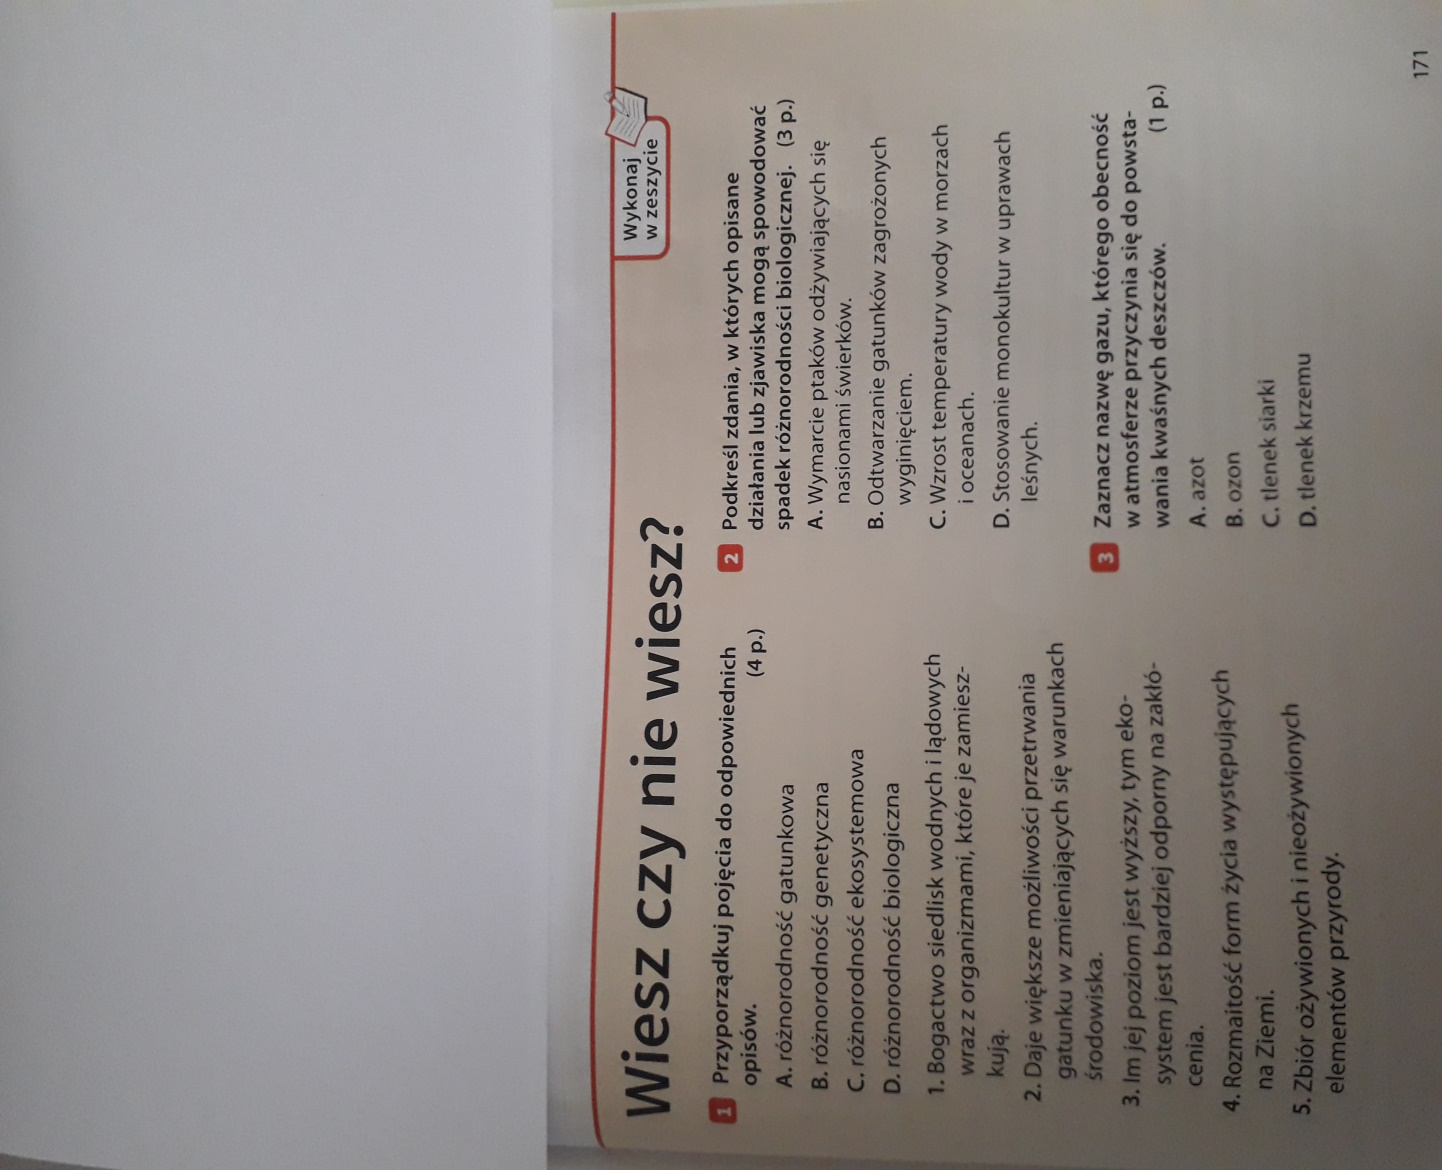 Wykonaj
w zeszycie
Wiesz czy nie wiesz?
1 Przyporządkuj pojęcia do odpowiednich
opisów. (4 p.)
A. różnorodność gatunkowa
B. różnorodność genetyczna
C. różnorodność ekosystemowa
D. różnorodność biologiczna
1. Bogactwo siedlisk wodnych i lądowych
wraz z organizmami, które je zamiesz-
kują.
2. Daje większe możliwości przetrwania
gatunku w zmieniających się warunkach
środowiska.
3. Im jej poziom jest wyższy, tym eko-
system jest bardziej odporny na zakłó-
cenia.
4. Rozmaitość form życia występujących
na Ziemi.
5. Zbiór ożywionych i nieożywionych
elementów przyrody.
2 Podkreśl zdania, w których opisane
działania lub zjawiska mogą spowodować
spadek różnorodności biologicznej. (3 p.)
A. Wymarcie ptaków odżywiających się
nasionami świerków.
B. Odtwarzanie gatunków zagrożonych
wyginięciem.
C. Wzrost temperatury wody w morzach
i oceanach.
D. Stosowanie monokultur w uprawach
leśnych.
3 Zaznacz nazwę gazu, którego obecność
w atmosferze przyczynia się do powsta-
wania kwaśnych deszczów. (1 p.)
A. azot
B. ozon
C. tlenek siarki
D. tlenek krzemu
171